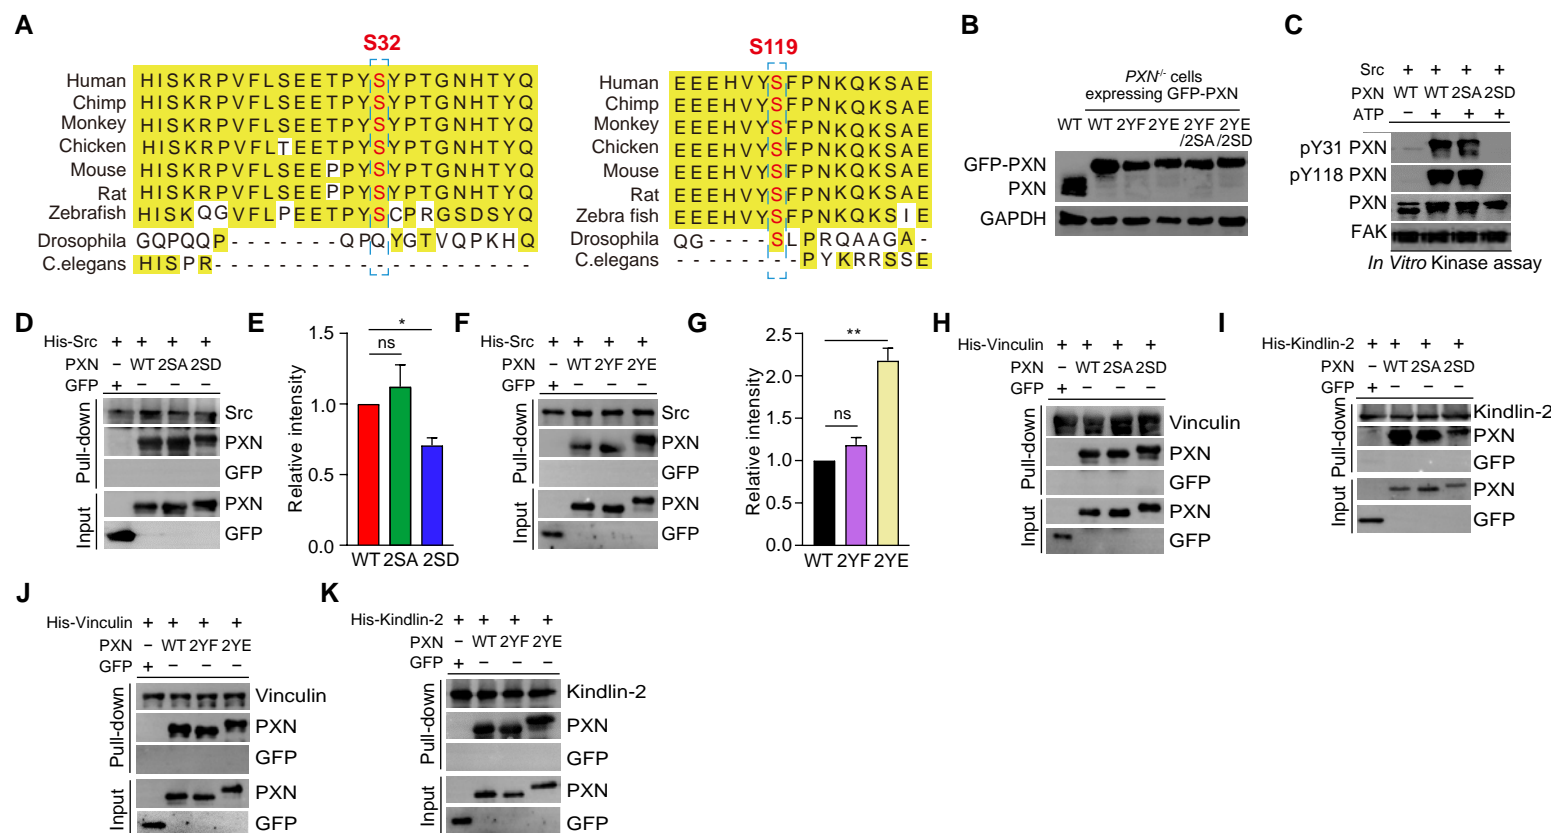 A
S32
Human HISKRPVFLSEETPYSYPTGNHTYQ
Chimp HISKRPVFLSEETPYSYPTGNHTYQ
Monkey HISKRPVFLSEETPYSYPTGNHTYQ
Chicken HISKRPVFLTEETPYSYPTGNHTYQ
Mouse HISKRPVFLSEEPPYSYPTGNHTYQ
Rat HISKRPVFLSEEPPYSYPTGNHTYQ
Zebrafish HISKQGVFLPEETPYSCPRGSDSYQ
Drosophila GQPQQP-------QPQYGTVQPKHQ
C.elegans HISPR--------------------
S119
Human EEEHVYSFPNKQKSAE
Chimp EEEHVYSFPNKQKSAE
Monkey EEEHVYSFPNKQKSAE
Chicken EEEHVYSFPNKQKSAE
Mouse EEEHVYSFPNKQKSAE
Rat EEEHVYSFPNKQKSAE
Zebra fish EEEHVYSFPNKQKSIE
Drosophila QG----SLPRQAAGA-
C.elegans --------PYKRRSSE
B
PXN-/- cells
expressing GFP-PXN
WT WT 2YF 2YE 2YF 2YE
/2SA /2SD
GFP-PXN
PXN
GAPDH
C
Src + + + +
PXN WT WT 2SA 2SD
ATP − + + +
pY31 PXN
pY118 PXN
PXN
FAK
In Vitro Kinase assay
D
His-Src + + + +
PXN − WT 2SA 2SD
GFP + − − −
Pull-down
Src
PXN
GFP
Input
PXN
GFP
E
Relative intensity
1.5
1.0
0.5
0.0
ns
*
WT 2SA 2SD
F
His-Src + + + +
PXN − WT 2YF 2YE
GFP + − − −
Pull-down
Src
PXN
GFP
Input
PXN
GFP
G
Relative intensity
2.5
2.0
1.5
1.0
0.5
0.0
ns
**
WT 2YF 2YE
H
His-Vinculin + + + +
PXN − WT 2SA 2SD
GFP + − − −
Pull-down
Vinculin
PXN
GFP
Input
PXN
GFP
I
His-Kindlin-2 + + + +
PXN − WT 2SA 2SD
GFP + − − −
Pull-down
Kindlin-2
PXN
GFP
Input
PXN
GFP
J
His-Vinculin + + + +
PXN − WT 2YF 2YE
GFP + − − −
Pull-down
Vinculin
PXN
GFP
Input
PXN
GFP
K
His-Kindlin-2 + + + +
PXN − WT 2YF 2YE
GFP + − − −
Pull-down
Kindlin-2
PXN
GFP
Input
PXN
GFP